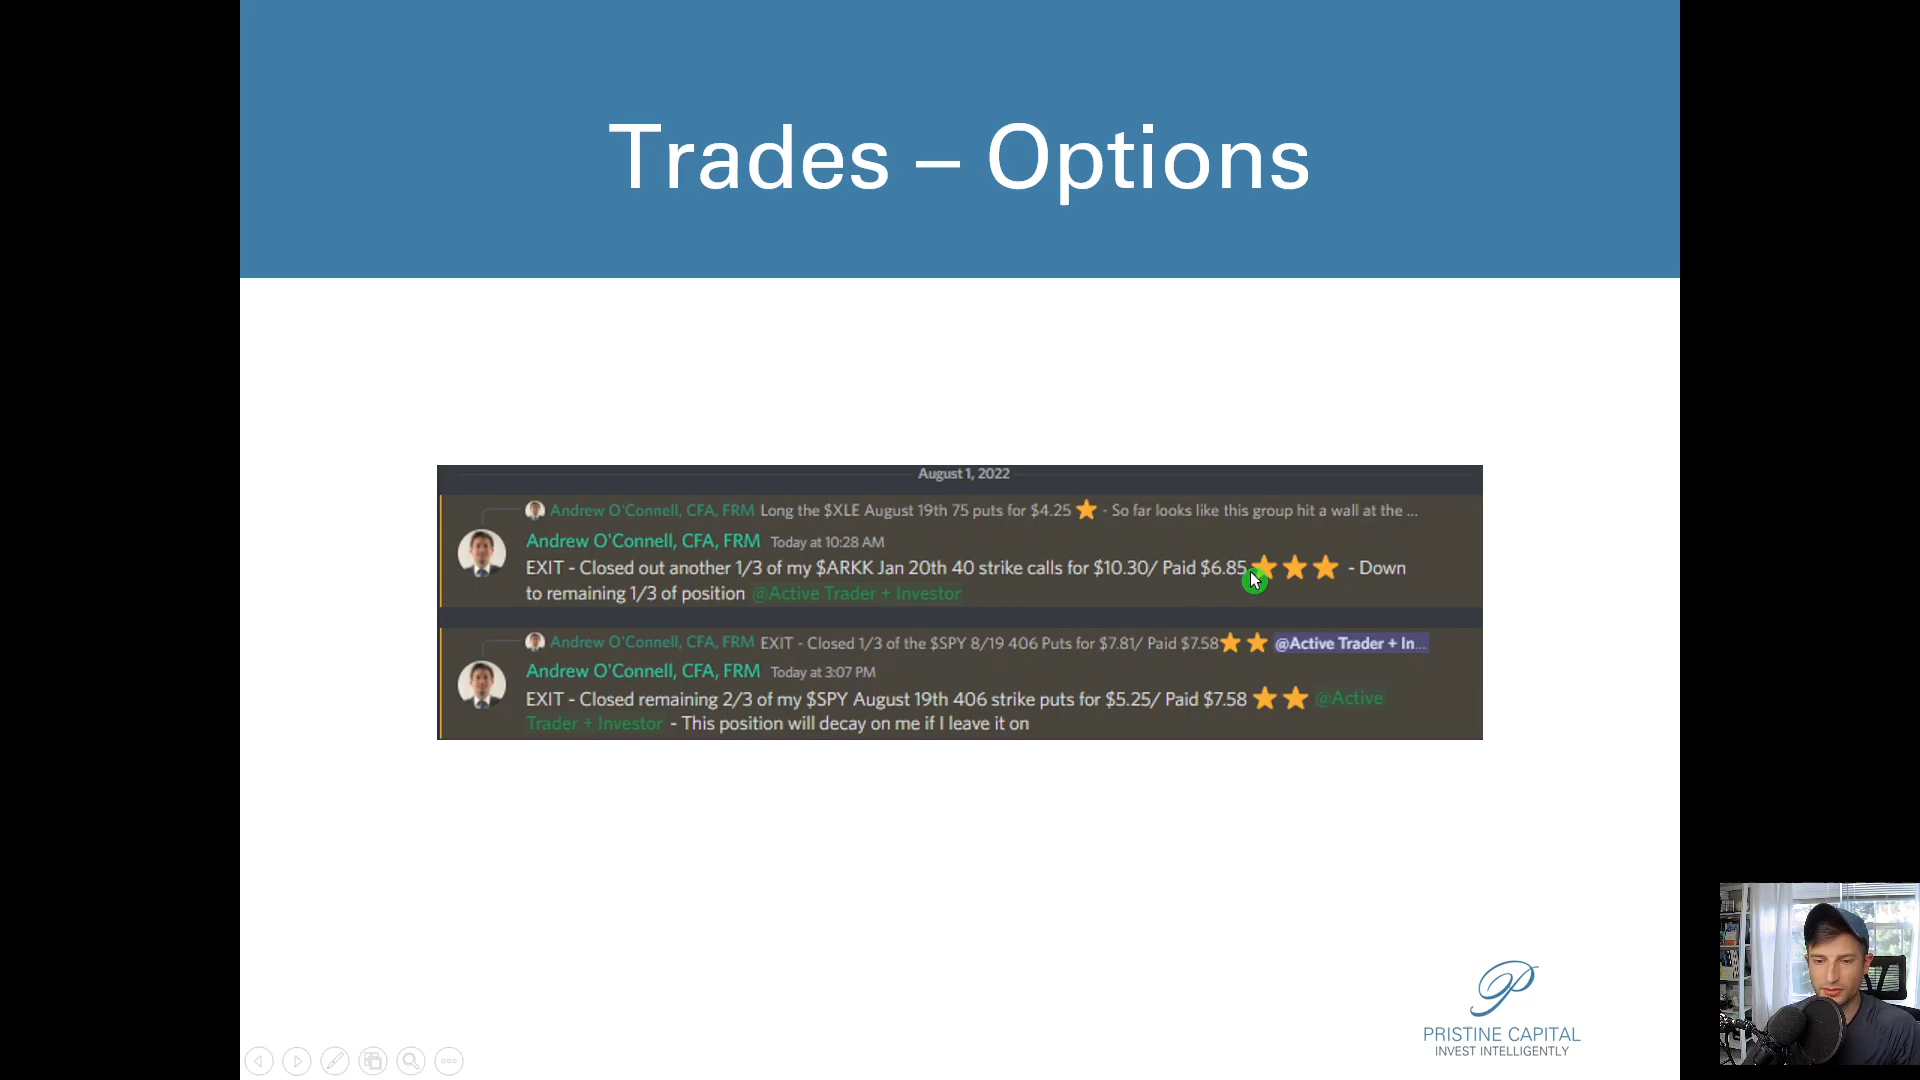 Trades – Options
August 1, 2022
Andrew O'Connell, CFA, FRM Long the $XLE August 19th 75 puts for $4.25 ⭐ - So far looks like this group hit a wall at the ...
Andrew O'Connell, CFA, FRM Today at 10:28 AM
EXIT - Closed out another 1/3 of my $ARKK Jan 20th 40 strike calls for $10.30/ Paid $6.85 ⭐ ⭐ ⭐ - Down
to remaining 1/3 of position @Active Trader + Investor
Andrew O'Connell, CFA, FRM EXIT - Closed 1/3 of the $SPY 8/19 406 Puts for $7.81/ Paid $7.58 ⭐ ⭐ @Active Trader + In...
Andrew O'Connell, CFA, FRM Today at 3:07 PM
EXIT - Closed remaining 2/3 of my $SPY August 19th 406 strike puts for $5.25/ Paid $7.58 ⭐ ⭐ @Active
Trader + Investor - This position will decay on me if I leave it on
P
PRISTINE CAPITAL
INVEST INTELLIGENTLY